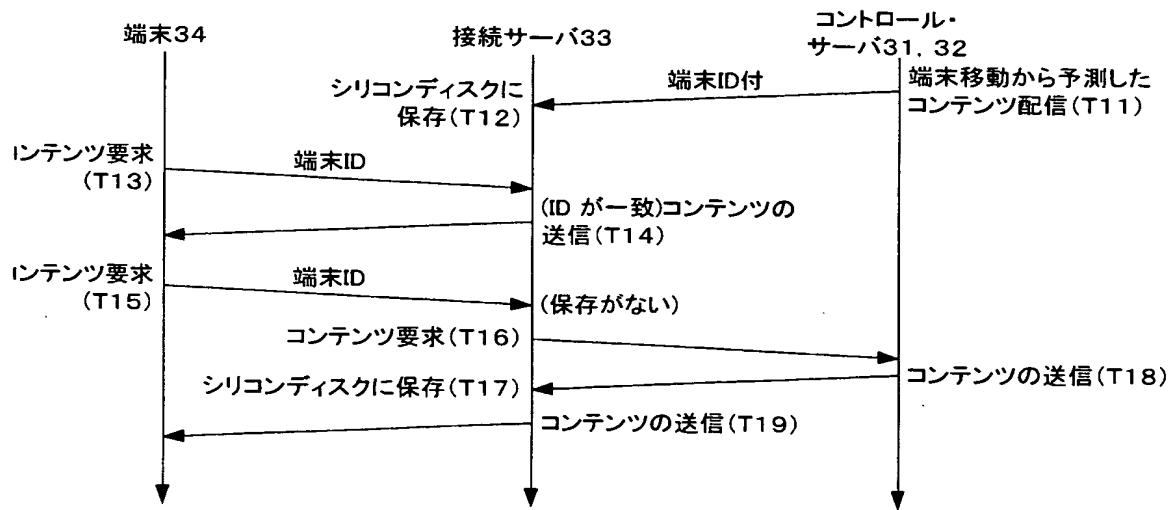 端末34
接続サーバ33
コントロール・
サーバ31, 32
端末ID付
端末移動から予測した
コンテンツ配信(T11)
シリコンディスクに
保存(T12)
ンテンツ要求
(T13)
端末ID
(ID が一致)コンテンツの
送信(T14)
ンテンツ要求
(T15)
端末ID
(保存がない)
コンテンツ要求(T16)
コンテンツの送信(T18)
シリコンディスクに保存(T17)
コンテンツの送信(T19)